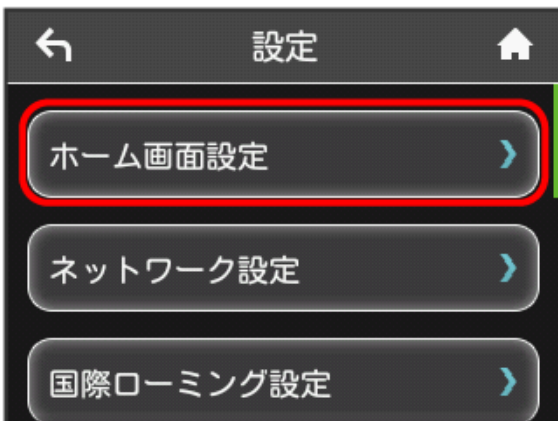 設定
ホーム画面設定
ネットワーク設定
国際ローミング設定